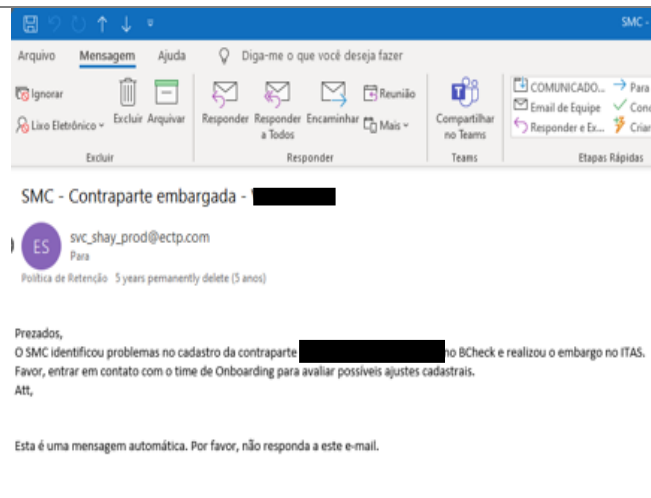 SMC -
Arquivo Mensagem Ajuda Diga-me o que você deseja fazer
Ignorar
Lixo Eletrônico
Excluir
Arquivar
Excluir
Responder
Responder a Todos
Encaminhar
Reunião
Mais
Responder
Compartilhar no Teams
Teams
COMUNICADO... Para
Email de Equipe Conc
Responder e Ex... Criar
Etapas Rápidas
SMC - Contraparte embargada - '
ES
svc_shay_prod@ectp.com
Para
Política de Retenção 5 years permanently delete (5 anos)
Prezados,
O SMC identificou problemas no cadastro da contraparte no BCheck e realizou o embargo no ITAS.
Favor, entrar em contato com o time de Onboarding para avaliar possíveis ajustes cadastrais.
Att,
Esta é uma mensagem automática. Por favor, não responda a este e-mail.